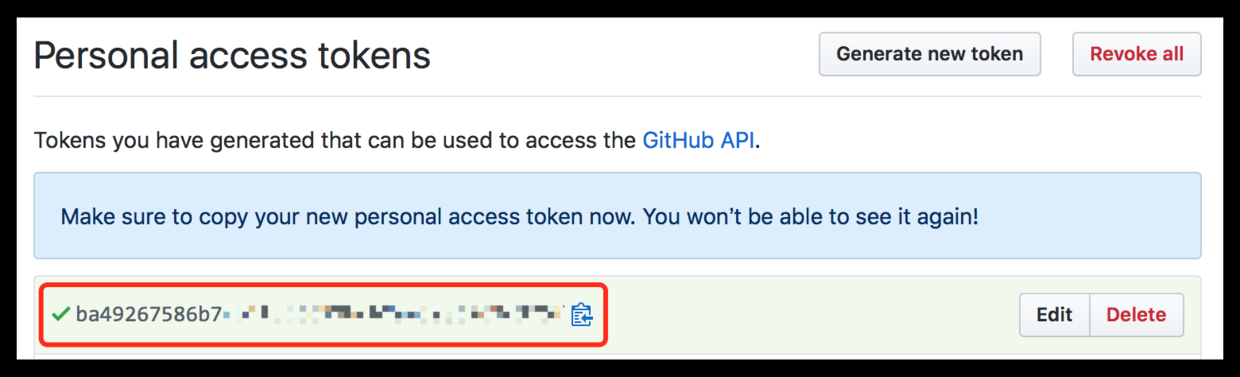 Personal access tokens
Generate new token
Revoke all
Tokens you have generated that can be used to access the GitHub API.
Make sure to copy your new personal access token now. You won’t be able to see it again!
ba49267586b7
Edit
Delete